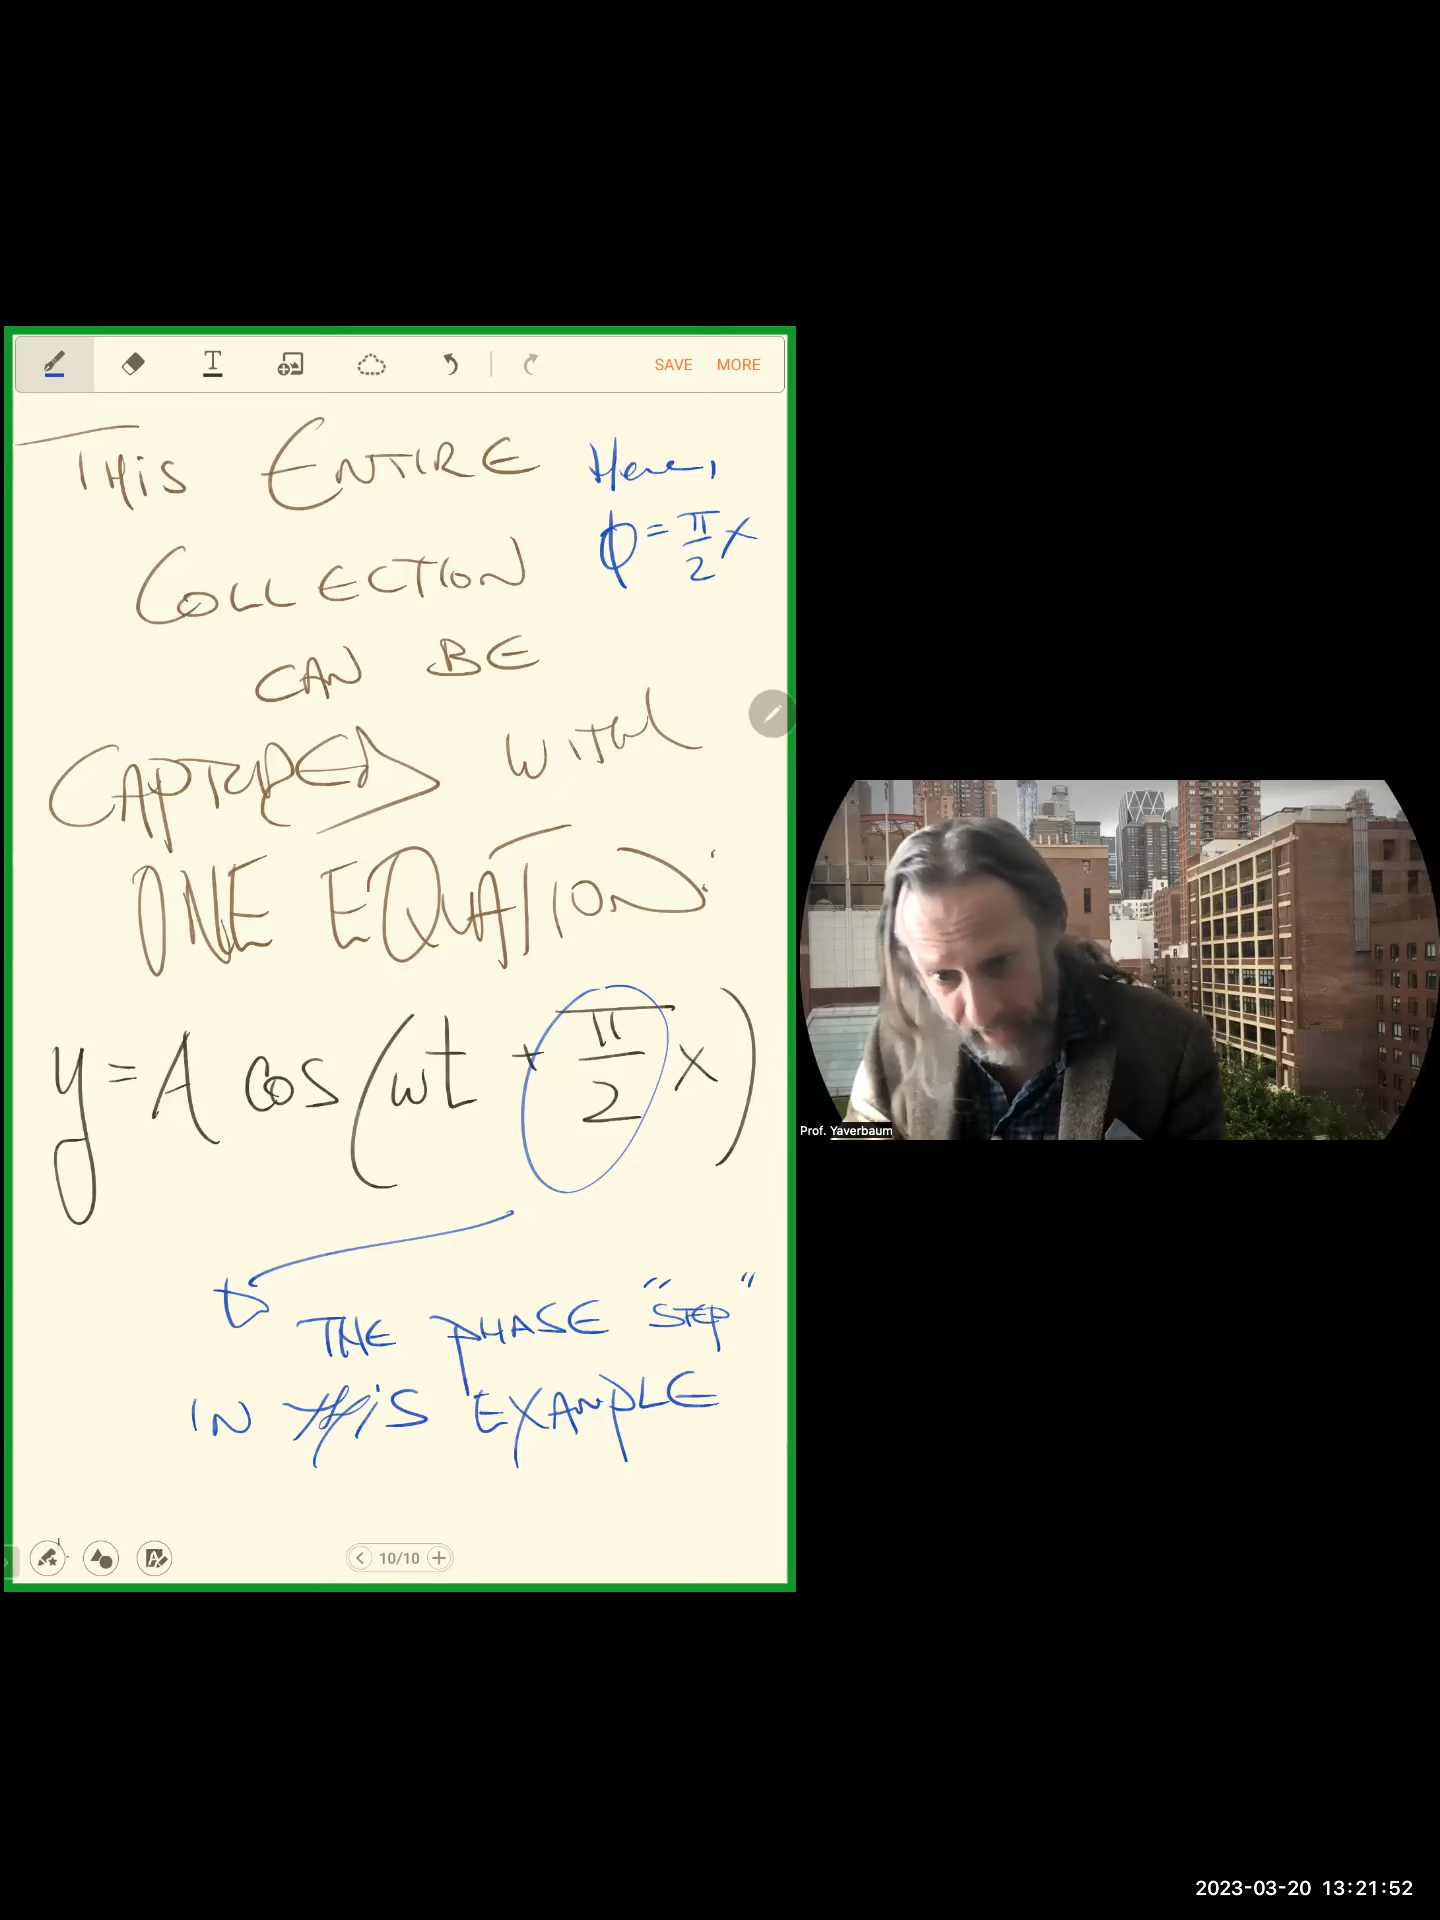 T SAVE MORE
THIS ENTIRE
COLLECTION
CAN BE
CAPTURED WITH
ONE EQUATION:
Here,
ϕ = π/2 x
y = A cos(ωt + π/2 x)
THE PHASE "STEP"
IN THIS EXAMPLE
10/10
Prof. Yaverbaum
2023-03-20 13:21:52